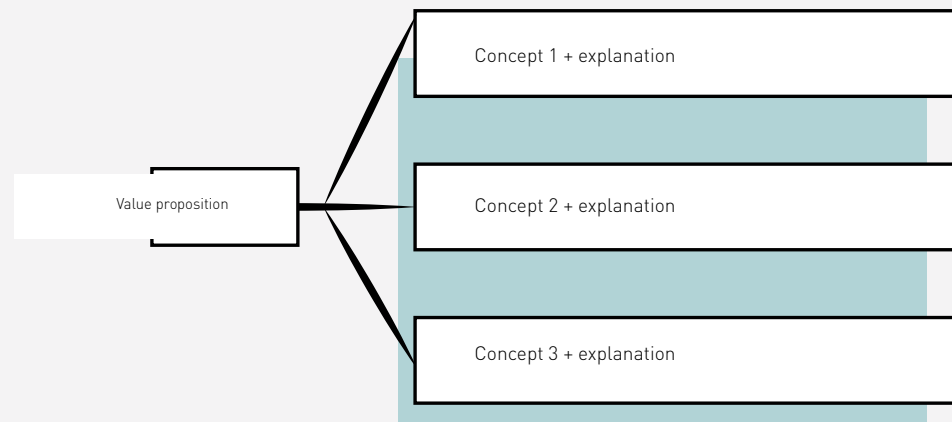 Concept 1 + explanation
Value proposition
Concept 2 + explanation
Concept 3 + explanation